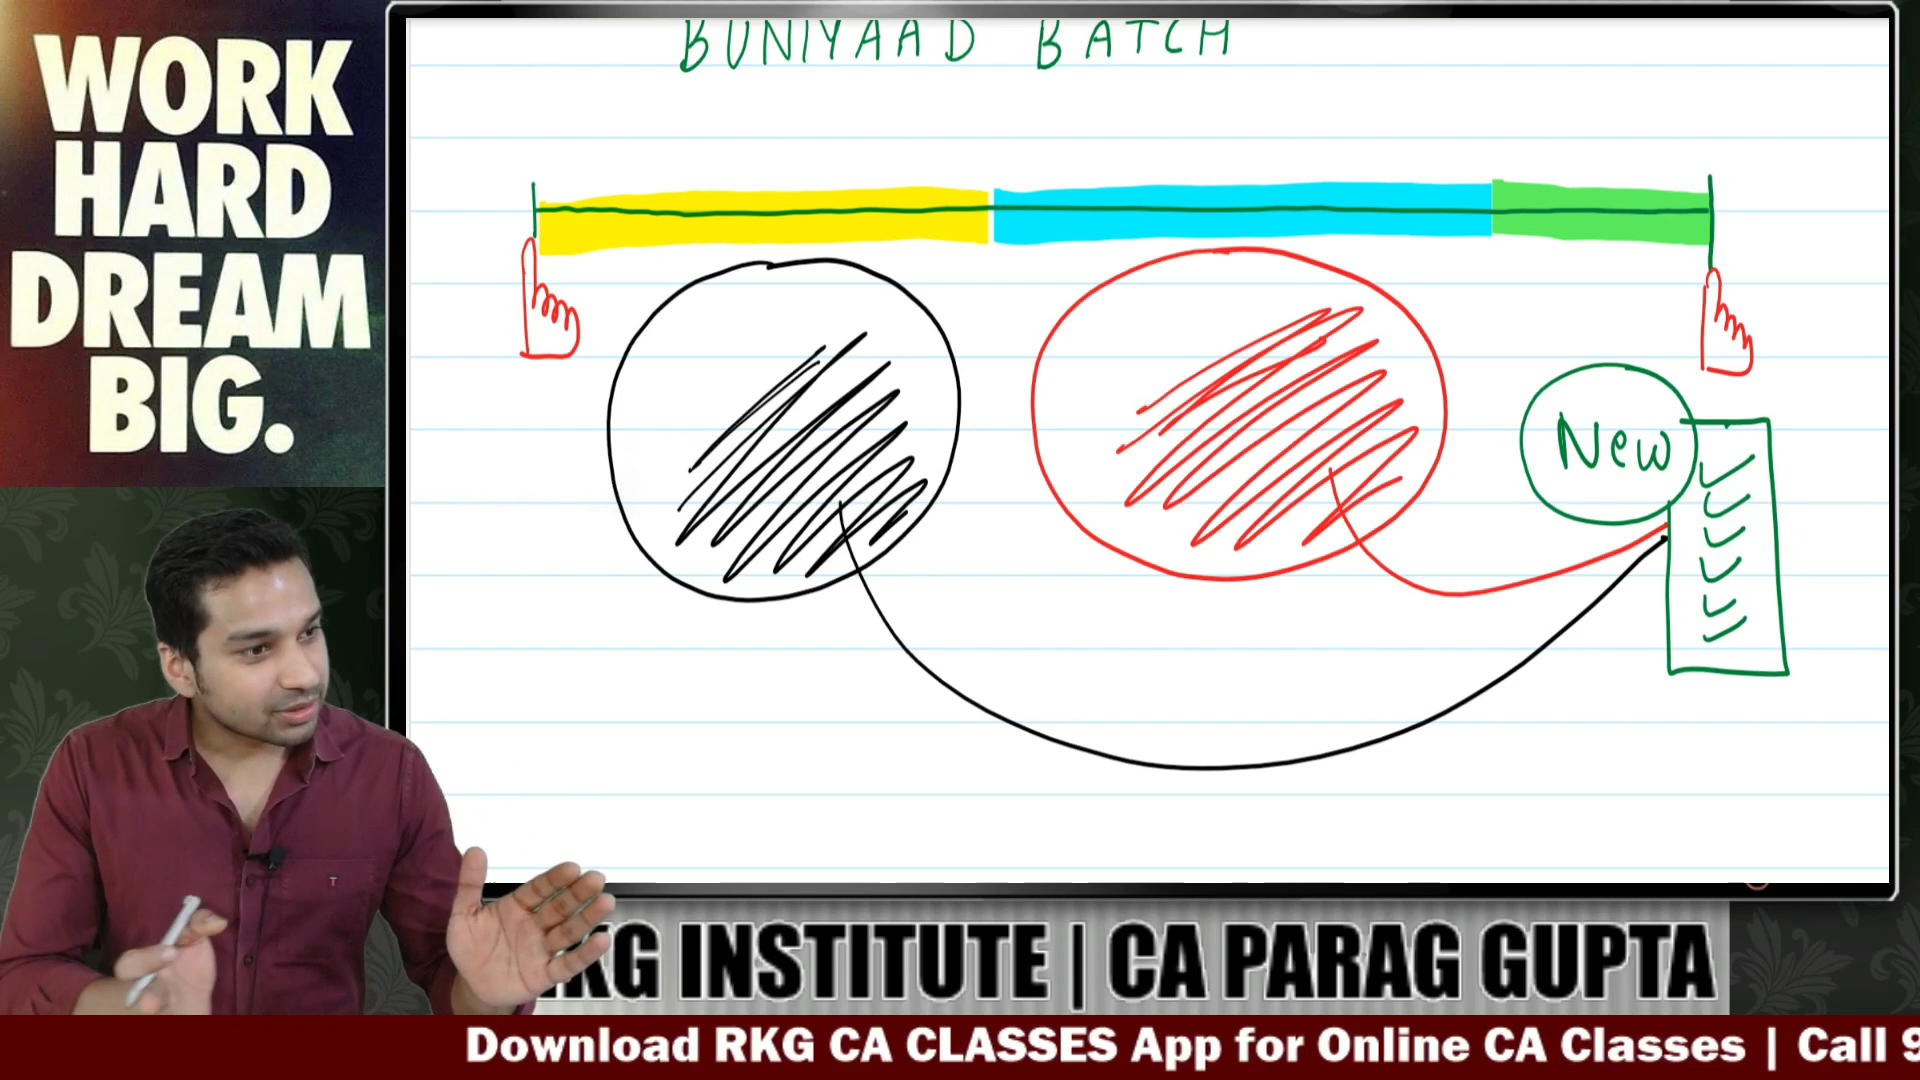 WORK
HARD
DREAM
BIG.
BUNIYAAD BATCH
New
KG INSTITUTE | CA PARAG GUPTA
Download RKG CA CLASSES App for Online CA Classes | Call 9